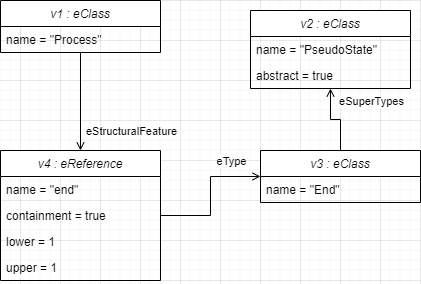 v1 : eClass
name = "Process"
v2 : eClass
name = "PseudoState"
abstract = true
eSuperTypes
eStructuralFeature
v4 : eReference
name = "end"
containment = true
lower = 1
upper = 1
eType
v3 : eClass
name = "End"